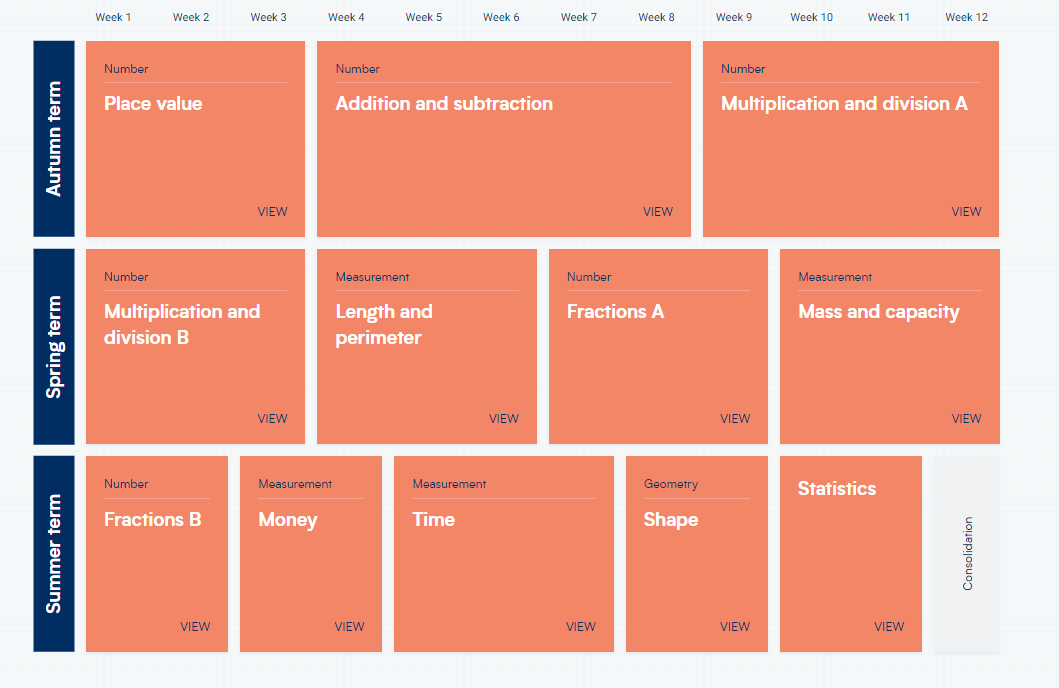 Week 1 Week 2 Week 3 Week 4 Week 5 Week 6 Week 7 Week 8 Week 9 Week 10 Week 11 Week 12
Autumn term
Number
Place value
VIEW
Number
Addition and subtraction
VIEW
Number
Multiplication and division A
VIEW
Spring term
Number
Multiplication and
division B
VIEW
Measurement
Length and
perimeter
VIEW
Number
Fractions A
VIEW
Measurement
Mass and capacity
VIEW
Summer term
Number
Fractions B
VIEW
Measurement
Money
VIEW
Measurement
Time
VIEW
Geometry
Shape
VIEW
Statistics
VIEW
Consolidation